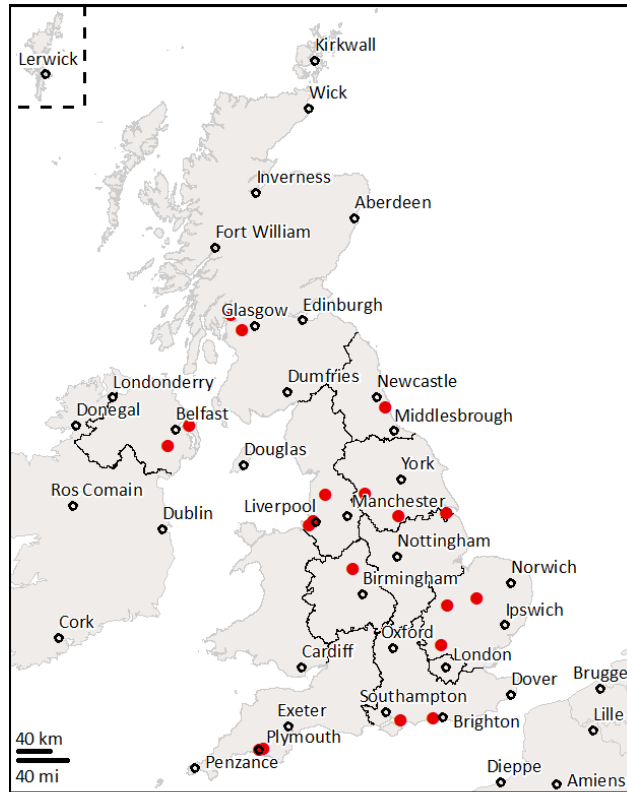 Kirkwall
Lerwick
Wick
Inverness
Aberdeen
Fort William
Glasgow
Edinburgh
Dumfries
Londonderry
Newcastle
Donegal
Belfast
Middlesbrough
Douglas
York
Ros Comain
Liverpool
Manchester
Dublin
Nottingham
Birmingham
Norwich
Ipswich
Cork
Oxford
Cardiff
London
Dover
Brugge
Southampton
Exeter
Brighton
Lille
Plymouth
40 km
Penzance
40 mi
Dieppe
Amiens